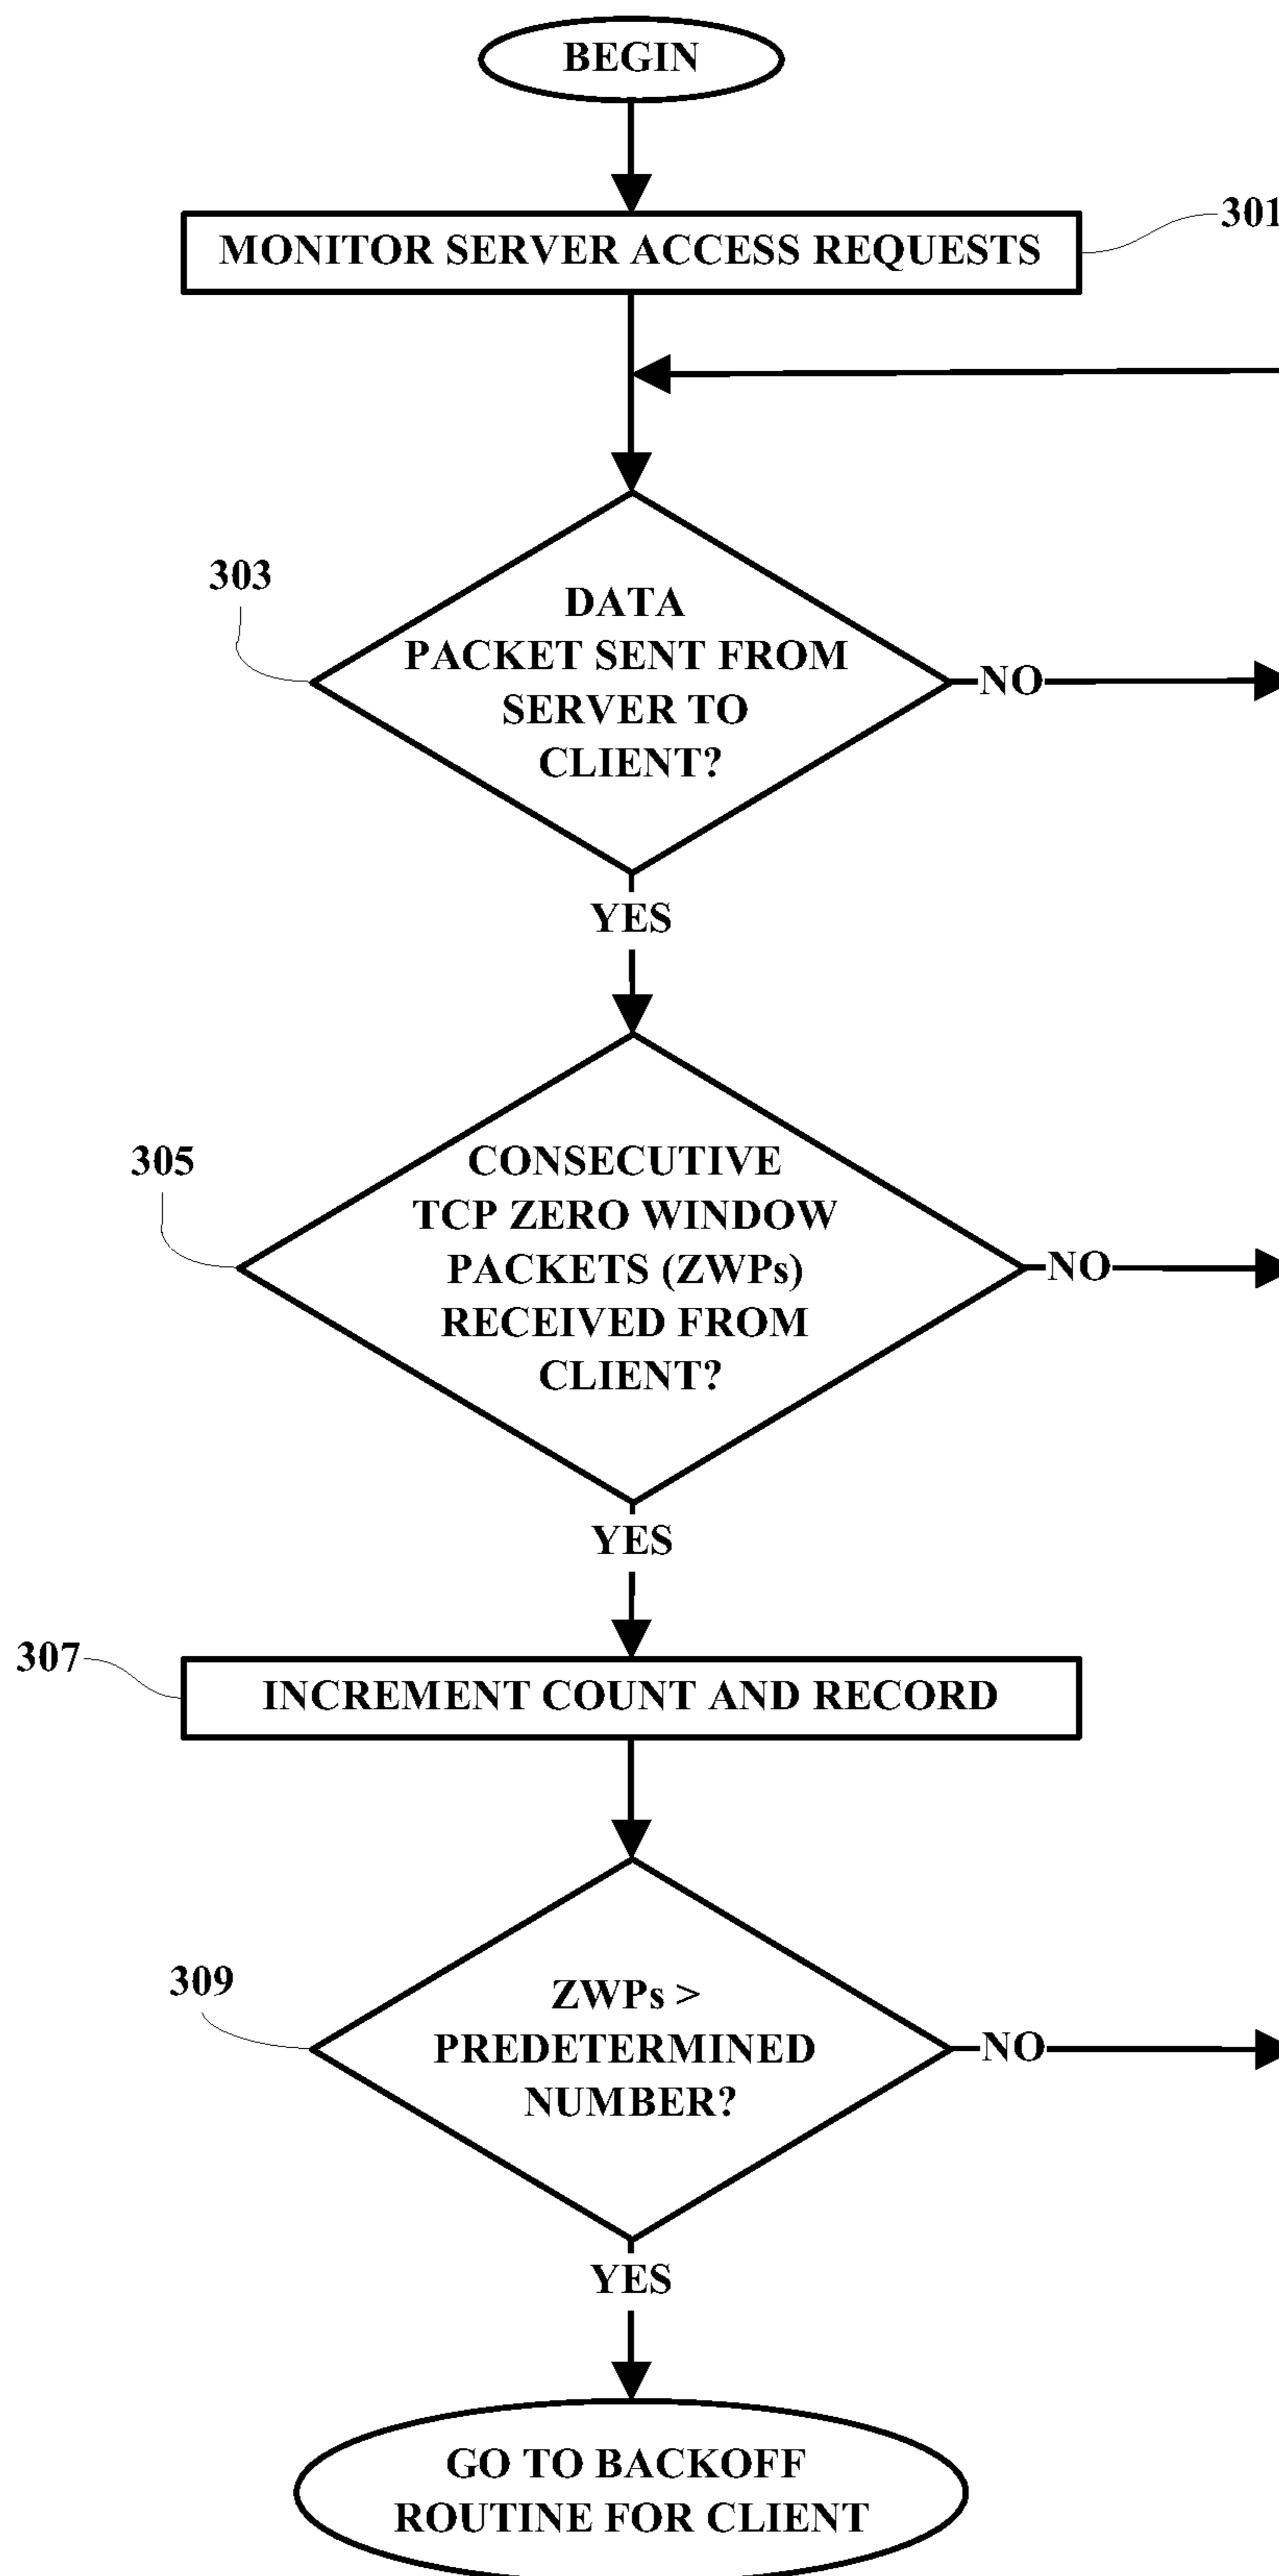 BEGIN
MONITOR SERVER ACCESS REQUESTS
301
303
DATA
PACKET SENT FROM
SERVER TO
CLIENT?
NO
YES
305
CONSECUTIVE
TCP ZERO WINDOW
PACKETS (ZWPs)
RECEIVED FROM
CLIENT?
NO
YES
307
INCREMENT COUNT AND RECORD
309
ZWPs >
PREDETERMINED
NUMBER?
NO
YES
GO TO BACKOFF
ROUTINE FOR CLIENT